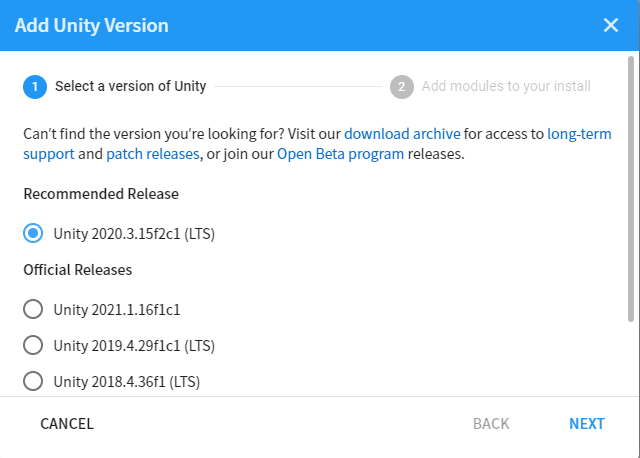 Add Unity Version
1 Select a version of Unity 2 Add modules to your install
Can't find the version you're looking for? Visit our download archive for access to long-term
support and patch releases, or join our Open Beta program releases.
Recommended Release
Unity 2020.3.15f2c1 (LTS)
Official Releases
Unity 2021.1.16f1c1
Unity 2019.4.29f1c1 (LTS)
Unity 2018.4.36f1 (LTS)
CANCEL BACK NEXT